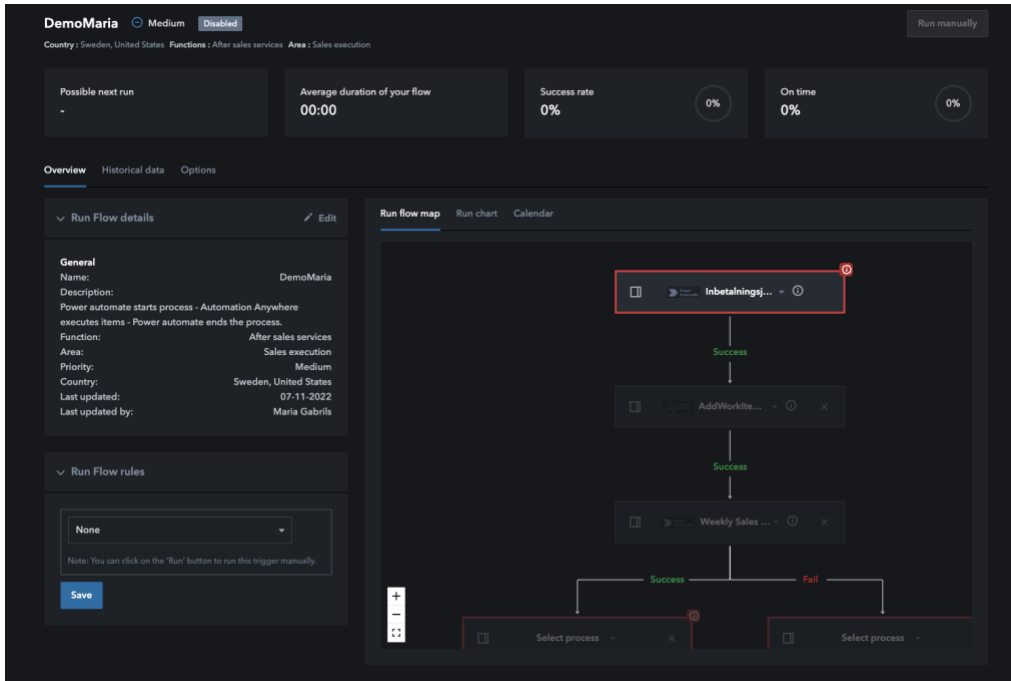 DemoMaria Medium Disabled
Run manually
Country : Sweden, United States Functions : After sales services Area : Sales execution
Possible next run
-
Average duration of your flow
00:00
Success rate
0%
0%
On time
0%
0%
Overview Historical data Options
Run Flow details
Edit
General
Name: DemoMaria
Description:
Power automate starts process - Automation Anywhere
executes items - Power automate ends the process.
Function: After sales services
Area: Sales execution
Priority: Medium
Country: Sweden, United States
Last updated: 07-11-2022
Last updated by: Maria Gabrils
Run Flow rules
None
Note: You can click on the 'Run' button to run this trigger manually.
Save
Run flow map Run chart Calendar
Inbetalningsj...
Success
AddWorkIte...
Success
Weekly Sales ...
Success Fail
Select process
Select process